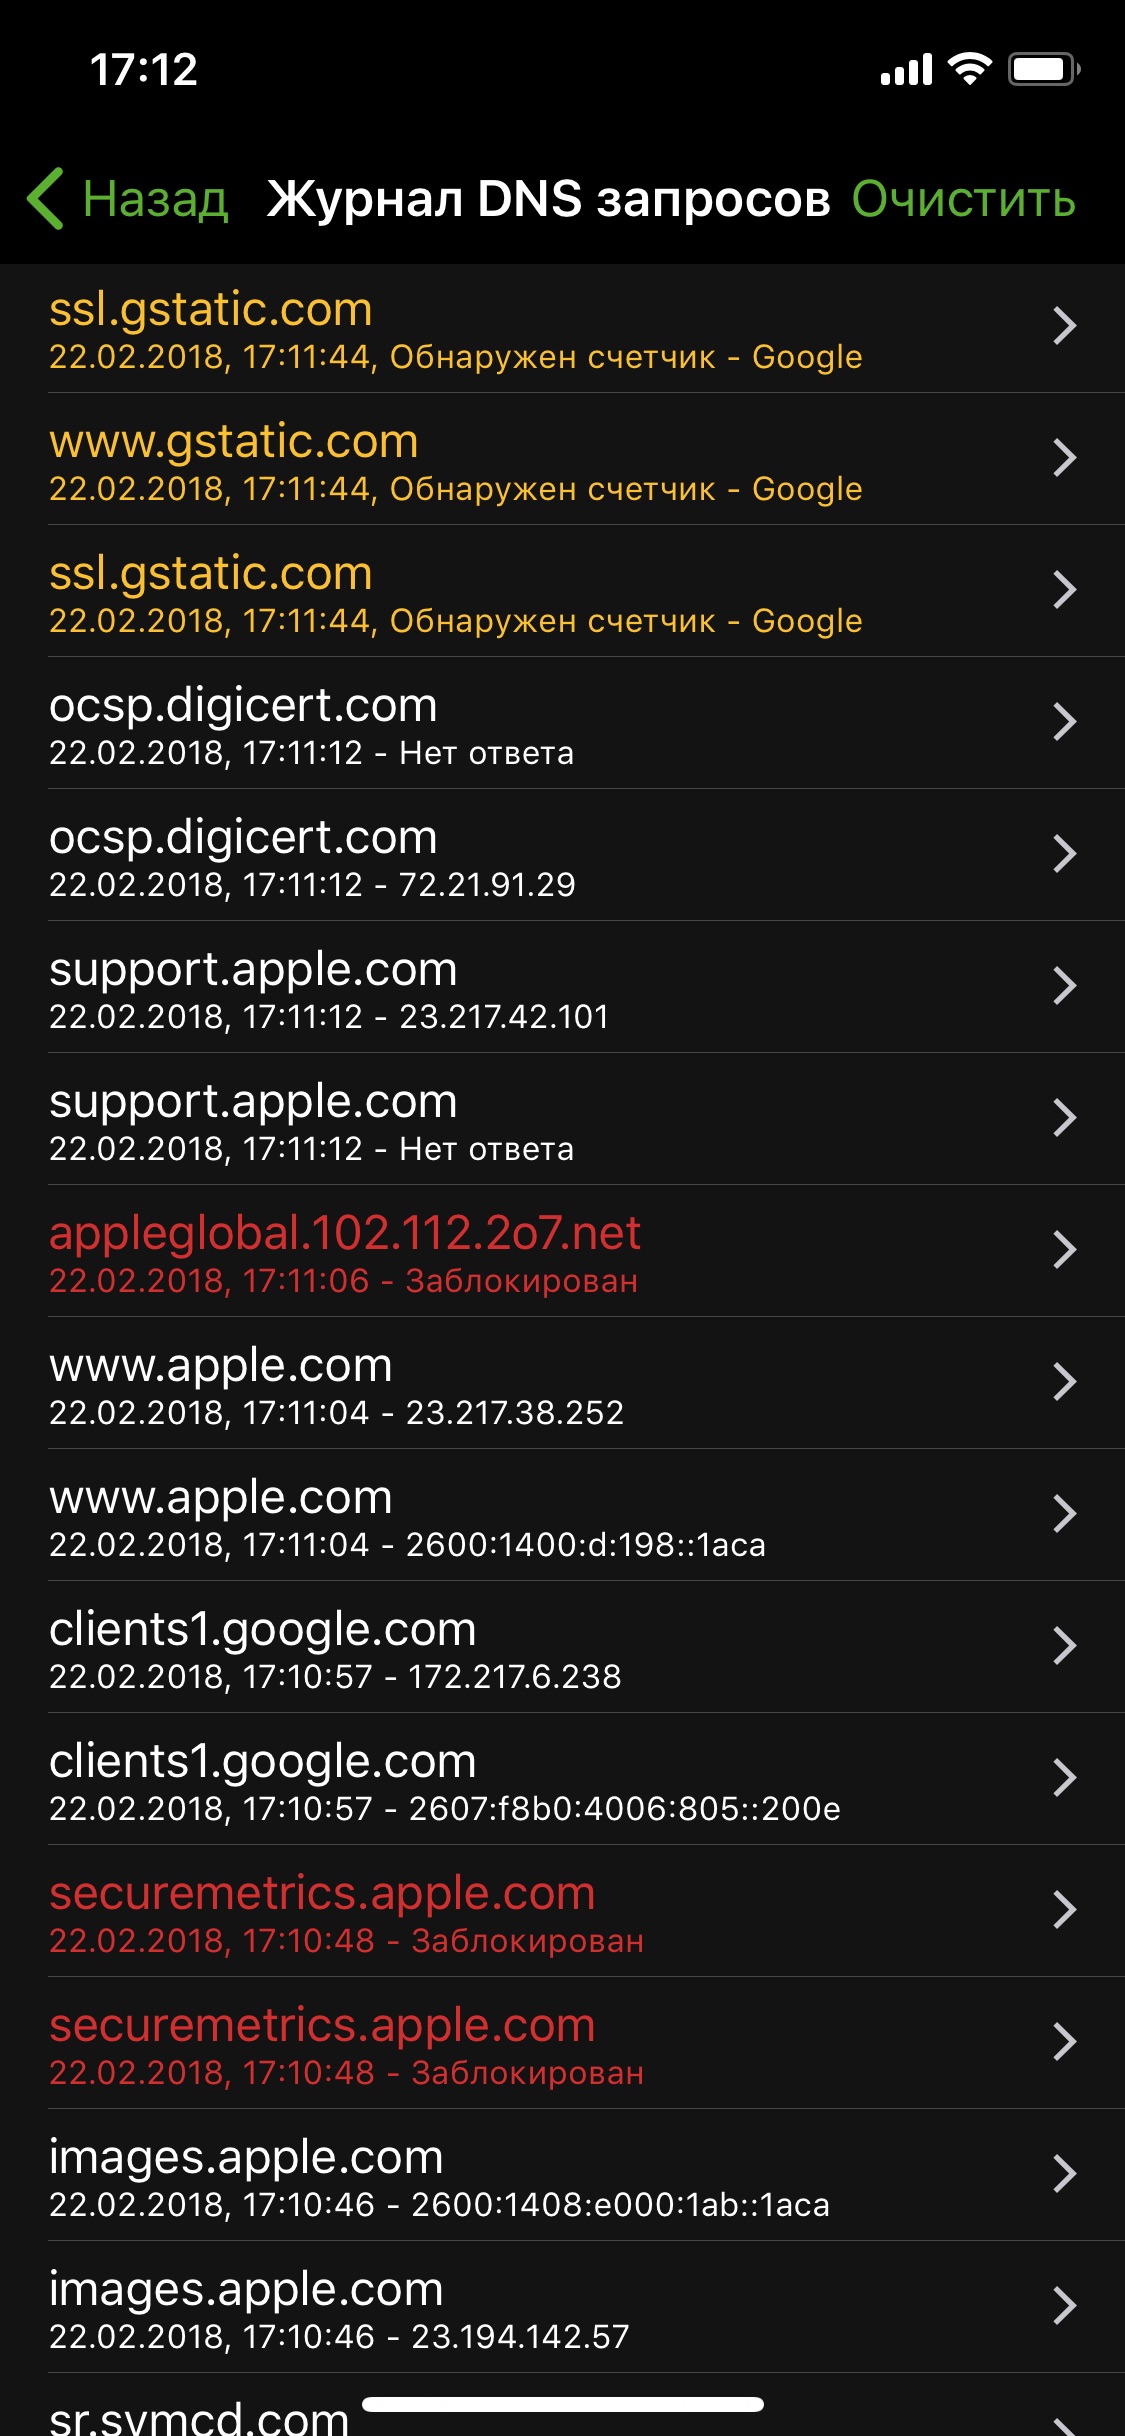 17:12
Назад Журнал DNS запросов Очистить
ssl.gstatic.com
22.02.2018, 17:11:44, Обнаружен счетчик - Google
www.gstatic.com
22.02.2018, 17:11:44, Обнаружен счетчик - Google
ssl.gstatic.com
22.02.2018, 17:11:44, Обнаружен счетчик - Google
ocsp.digicert.com
22.02.2018, 17:11:12 - Нет ответа
ocsp.digicert.com
22.02.2018, 17:11:12 - 72.21.91.29
support.apple.com
22.02.2018, 17:11:12 - 23.217.42.101
support.apple.com
22.02.2018, 17:11:12 - Нет ответа
appleglobal.102.112.2o7.net
22.02.2018, 17:11:06 - Заблокирован
www.apple.com
22.02.2018, 17:11:04 - 23.217.38.252
www.apple.com
22.02.2018, 17:11:04 - 2600:1400:d:198::1aca
clients1.google.com
22.02.2018, 17:10:57 - 172.217.6.238
clients1.google.com
22.02.2018, 17:10:57 - 2607:f8b0:4006:805::200e
securemetrics.apple.com
22.02.2018, 17:10:48 - Заблокирован
securemetrics.apple.com
22.02.2018, 17:10:48 - Заблокирован
images.apple.com
22.02.2018, 17:10:46 - 2600:1408:e000:1ab::1aca
images.apple.com
22.02.2018, 17:10:46 - 23.194.142.57
sr.symcd.com